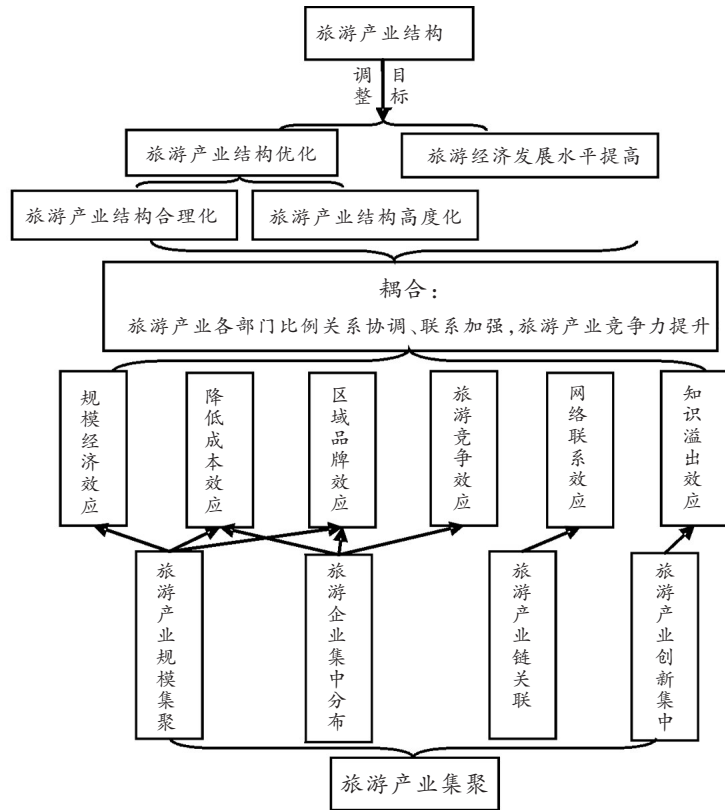 旅游产业结构
调整
目标
旅游产业结构优化
旅游经济发展水平提高
旅游产业结构合理化
旅游产业结构高度化
耦合：
旅游产业各部门比例关系协调、联系加强,旅游产业竞争力提升
规模经济效应
降低成本效应
区域品牌效应
旅游竞争效应
网络联系效应
知识溢出效应
旅游产业规模集聚
旅游企业集中分布
旅游产业链关联
旅游产业创新集中
旅游产业集聚